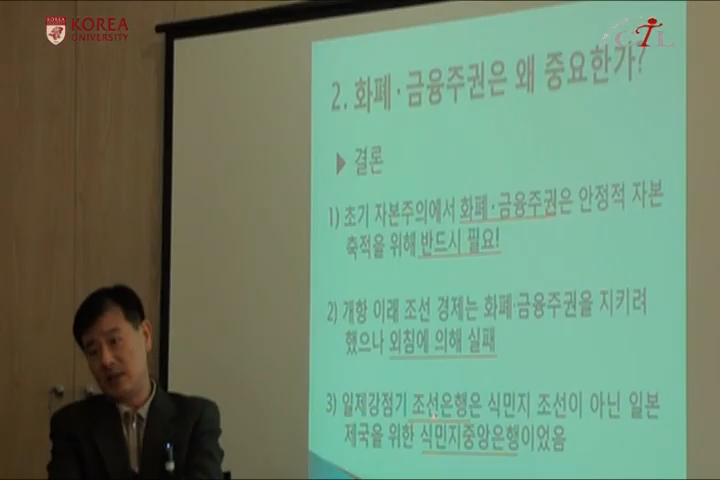 KOREA
UNIVERSITY
CTL
2. 화폐·금융주권은 왜 중요한가?
▶ 결론
1) 초기 자본주의에서 화폐·금융주권은 안정적 자본
축적을 위해 반드시 필요!
2) 개항 이래 조선 경제는 화폐·금융주권을 지키려
했으나 외침에 의해 실패
3) 일제강점기 조선은행은 식민지 조선이 아닌 일본
제국을 위한 식민지중앙은행이었음